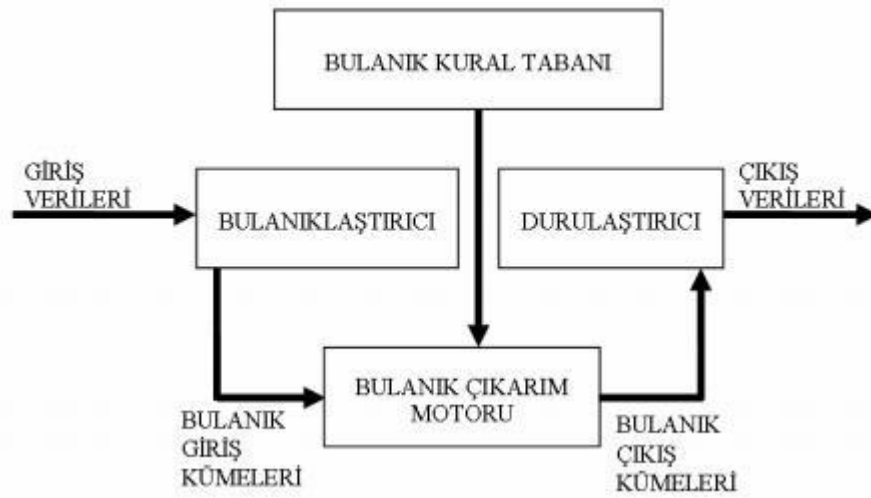 BULANIK KURAL TABANI
GİRİŞ
VERİLERİ
BULANIKLAŞTIRICI
DURULAŞTIRICI
ÇIKIŞ
VERİLERİ
BULANIK ÇIKARIM
MOTORU
BULANIK
GİRİŞ
KÜMELERİ
BULANIK
ÇIKIŞ
KÜMELERİ